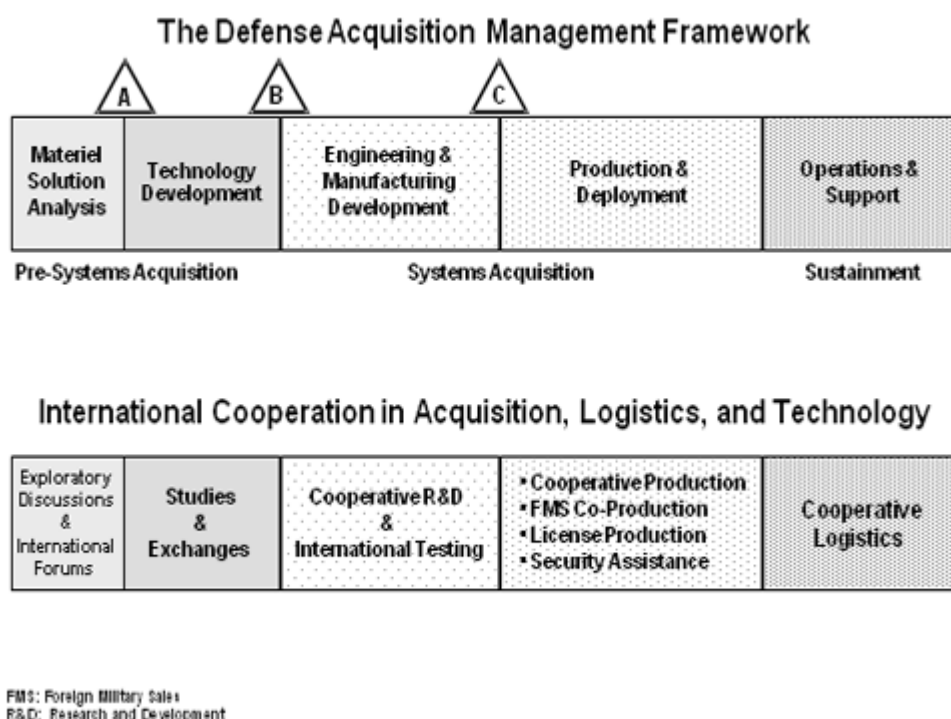 The Defense Acquisition Management Framework
A
B
C
Materiel
Solution
Analysis
Technology
Development
Engineering &
Manufacturing
Development
Production &
Deployment
Operations &
Support
Pre-Systems Acquisition
Systems Acquisition
Sustainment
International Cooperation in Acquisition, Logistics, and Technology
Exploratory
Discussions
&
International
Forums
Studies
&
Exchanges
Cooperative R&D
&
International Testing
▪ Cooperative Production
▪ FMS Co-Production
▪ License Production
▪ Security Assistance
Cooperative
Logistics
FMS: Foreign Military Sales
R&D: Research and Development